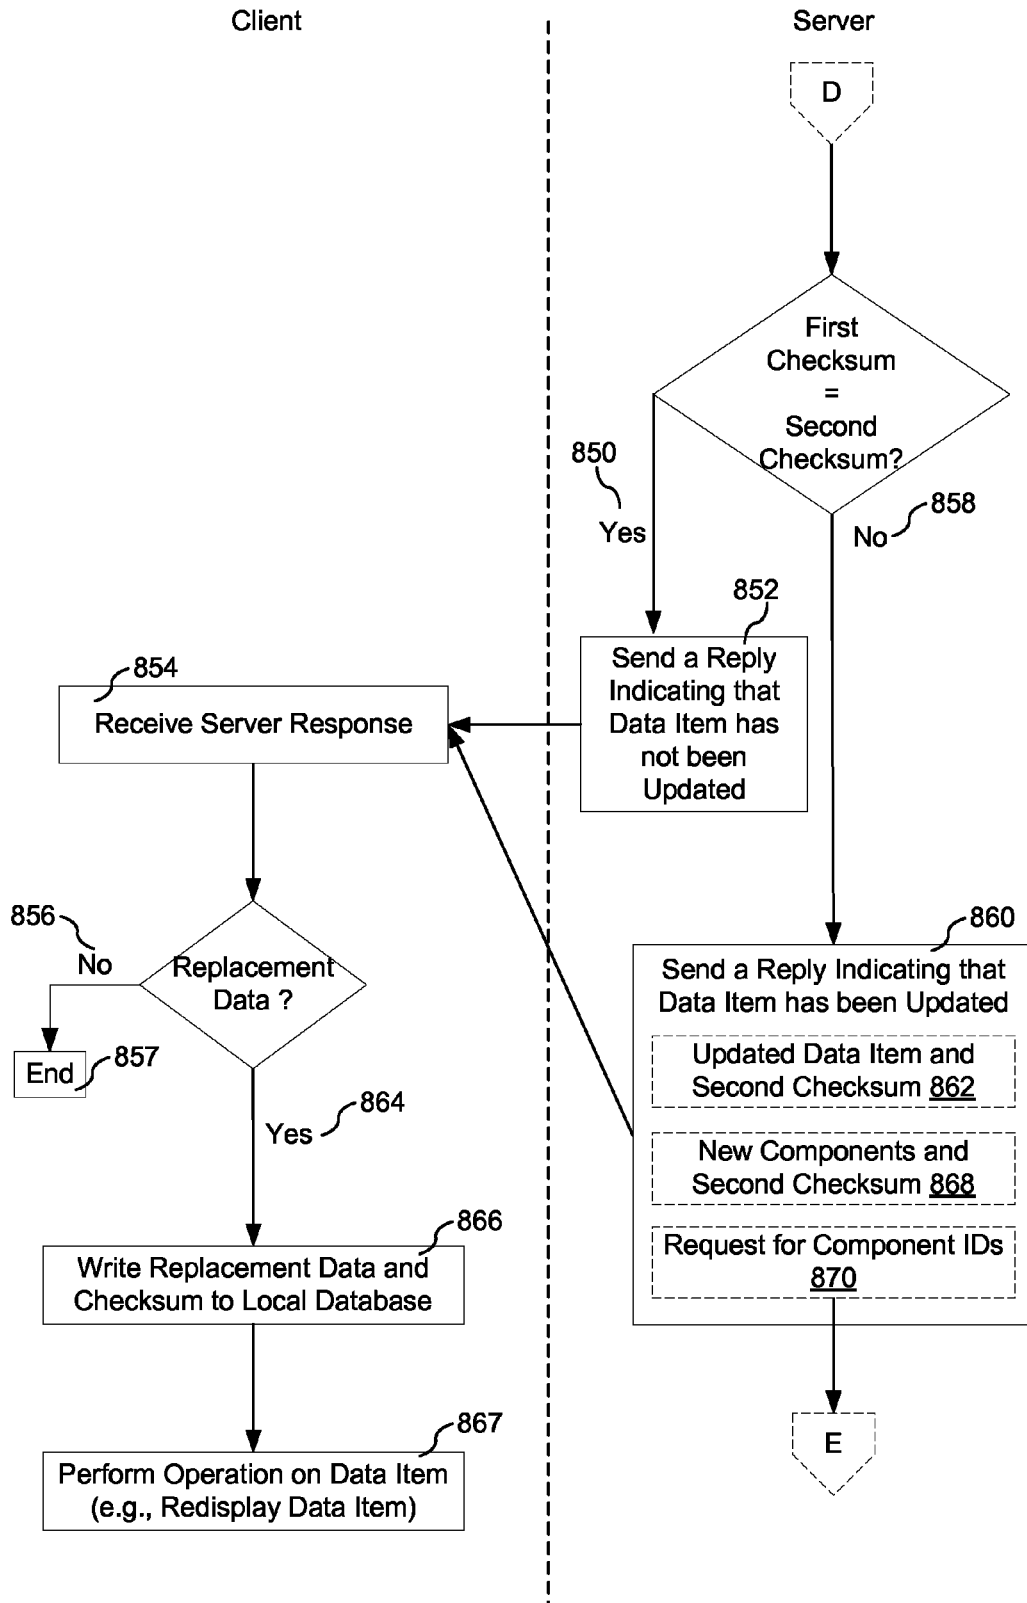 Client
Server
D
First
Checksum
=
Second
Checksum?
850
Yes
858
No
852
Send a Reply
Indicating that
Data Item has
not been
Updated
854
Receive Server Response
856
No
Replacement
Data ?
End
857
864
Yes
860
Send a Reply Indicating that
Data Item has been Updated
Updated Data Item and
Second Checksum 862
New Components and
Second Checksum 868
Request for Component IDs
870
866
Write Replacement Data and
Checksum to Local Database
867
Perform Operation on Data Item
(e.g., Redisplay Data Item)
E